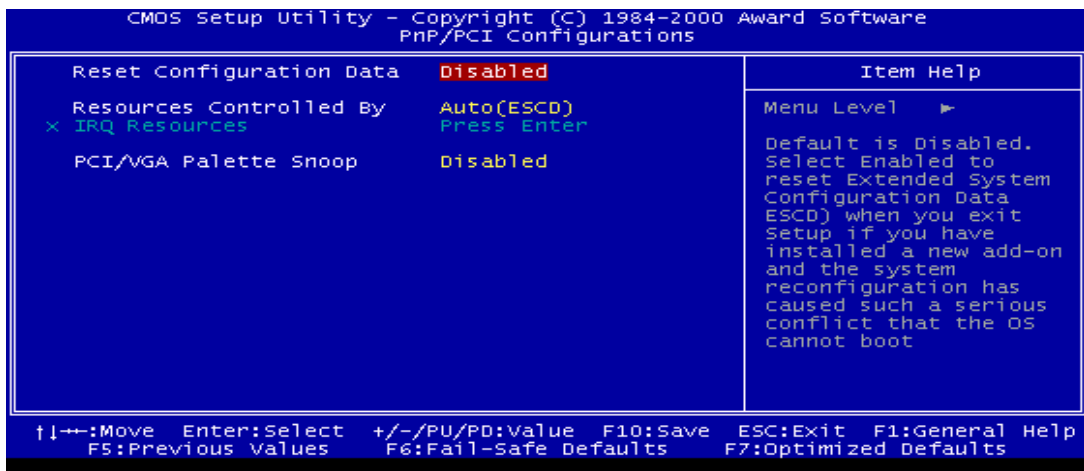 CMOS Setup Utility – Copyright (C) 1984-2000 Award Software
PnP/PCI Configurations
Reset Configuration Data Disabled
Resources Controlled By Auto(ESCD)
x IRQ Resources Press Enter
PCI/VGA Palette Snoop Disabled
Item Help
Menu Level ►
Default is Disabled.
Select Enabled to
reset Extended System
Configuration Data
ESCD) when you exit
Setup if you have
installed a new add-on
and the system
reconfiguration has
caused such a serious
conflict that the OS
cannot boot
↑↓→←:Move Enter:Select +/-/PU/PD:Value F10:Save ESC:Exit F1:General Help
F5:Previous Values F6:Fail-Safe Defaults F7:Optimized Defaults